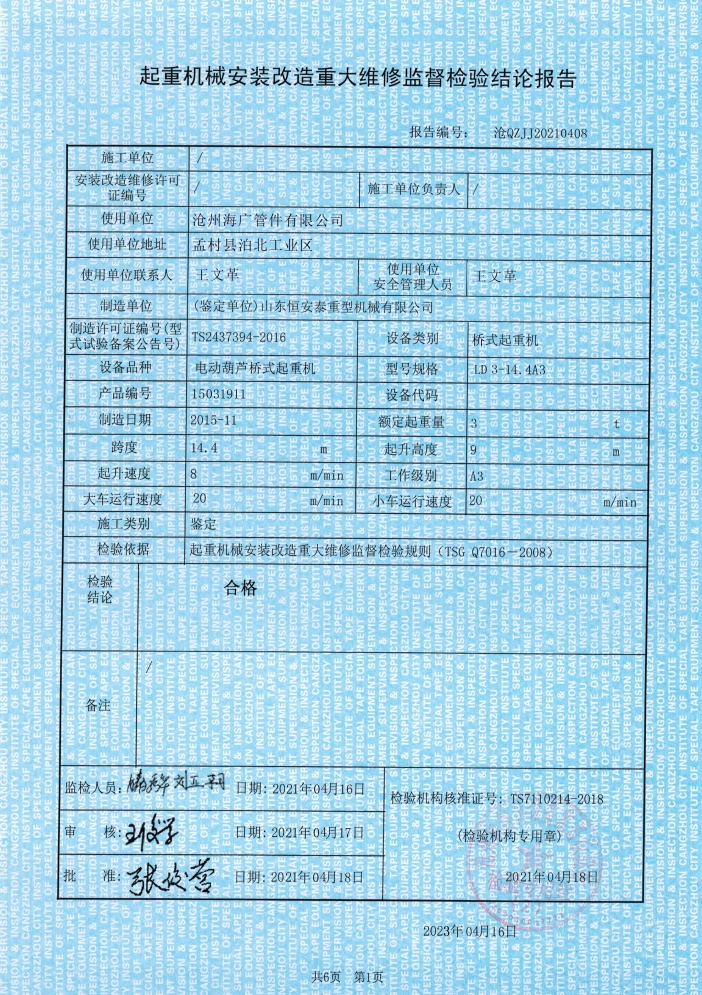 起重机械安装改造重大维修监督检验结论报告
报告编号： 沧QZJJ20210408
施工单位 /
安装改造维修许可证编号 / 施工单位负责人 /
使用单位 沧州海广管件有限公司
使用单位地址 孟村县泊北工业区
使用单位联系人 王文革 使用单位安全管理人员 王文革
制造单位 (鉴定单位)山东恒安泰重型机械有限公司
制造许可证编号(型式试验备案公告号) TS2437394-2016 设备类别 桥式起重机
设备品种 电动葫芦桥式起重机 型号规格 LD 3-14.4A3
产品编号 15031911 设备代码
制造日期 2015-11 额定起重量 3 t
跨度 14.4 m 起升高度 9 m
起升速度 8 m/min 工作级别 A3
大车运行速度 20 m/min 小车运行速度 20 m/min
施工类别 鉴定
检验依据 起重机械安装改造重大维修监督检验规则（TSG Q7016－2008）
检验结论 合格
备注 /
监检人员: 日期: 2021年04月16日
检验机构核准证号: TS7110214-2018
审 核: 日期: 2021年04月17日
(检验机构专用章)
批 准: 日期: 2021年04月18日
2021年04月18日
2023年04月16日
共6页 第1页